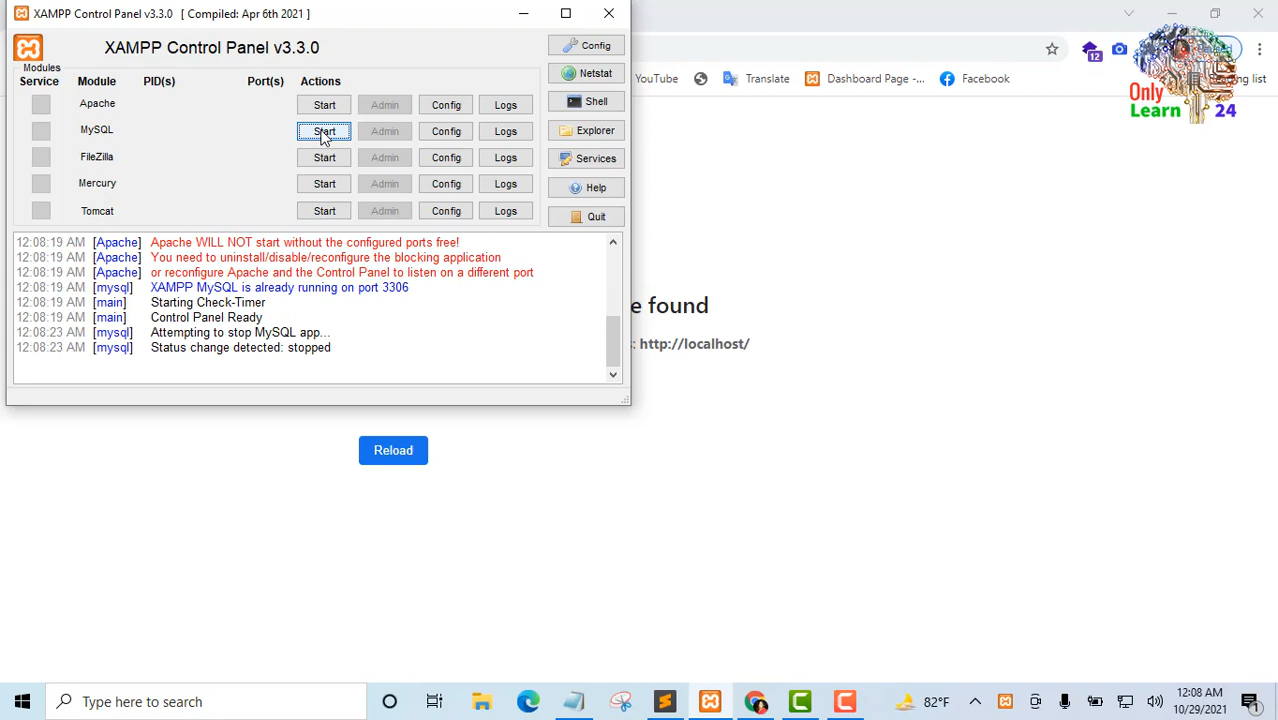 XAMPP Control Panel v3.3.0 [ Compiled: Apr 6th 2021 ]
XAMPP Control Panel v3.3.0
Config
Modules
Service Module PID(s) Port(s) Actions
Netstat
Apache Start Admin Config Logs
Shell
MySQL Start Admin Config Logs
Explorer
FileZilla Start Admin Config Logs
Services
Mercury Start Admin Config Logs
Help
Tomcat Start Admin Config Logs
Quit
12:08:19 AM [Apache] Apache WILL NOT start without the configured ports free!
12:08:19 AM [Apache] You need to uninstall/disable/reconfigure the blocking application
12:08:19 AM [Apache] or reconfigure Apache and the Control Panel to listen on a different port
12:08:19 AM [mysql] XAMPP MySQL is already running on port 3306
12:08:19 AM [main] Starting Check-Timer
12:08:19 AM [main] Control Panel Ready
12:08:23 AM [mysql] Attempting to stop MySQL app...
12:08:23 AM [mysql] Status change detected: stopped
12
YouTube Translate Dashboard Page -... Facebook
Only
Learn 24
e found
: http://localhost/
Reload
Type here to search
82°F
12:08 AM
10/29/2021
1